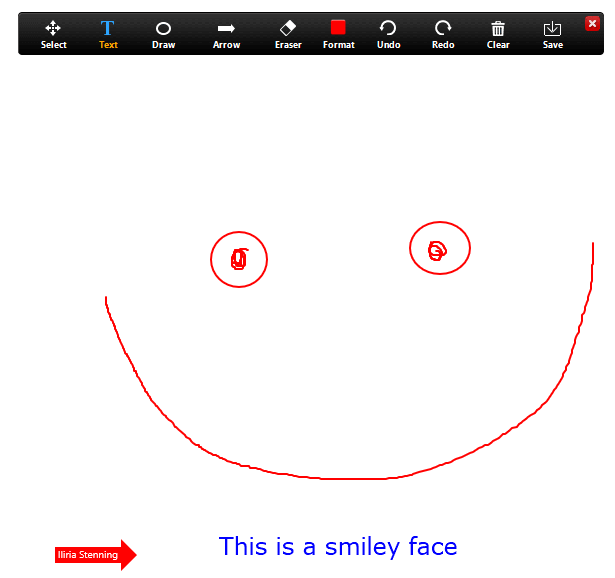 Select Text Draw Arrow Eraser Format Undo Redo Clear Save
This is a smiley face
Iliria Stenning